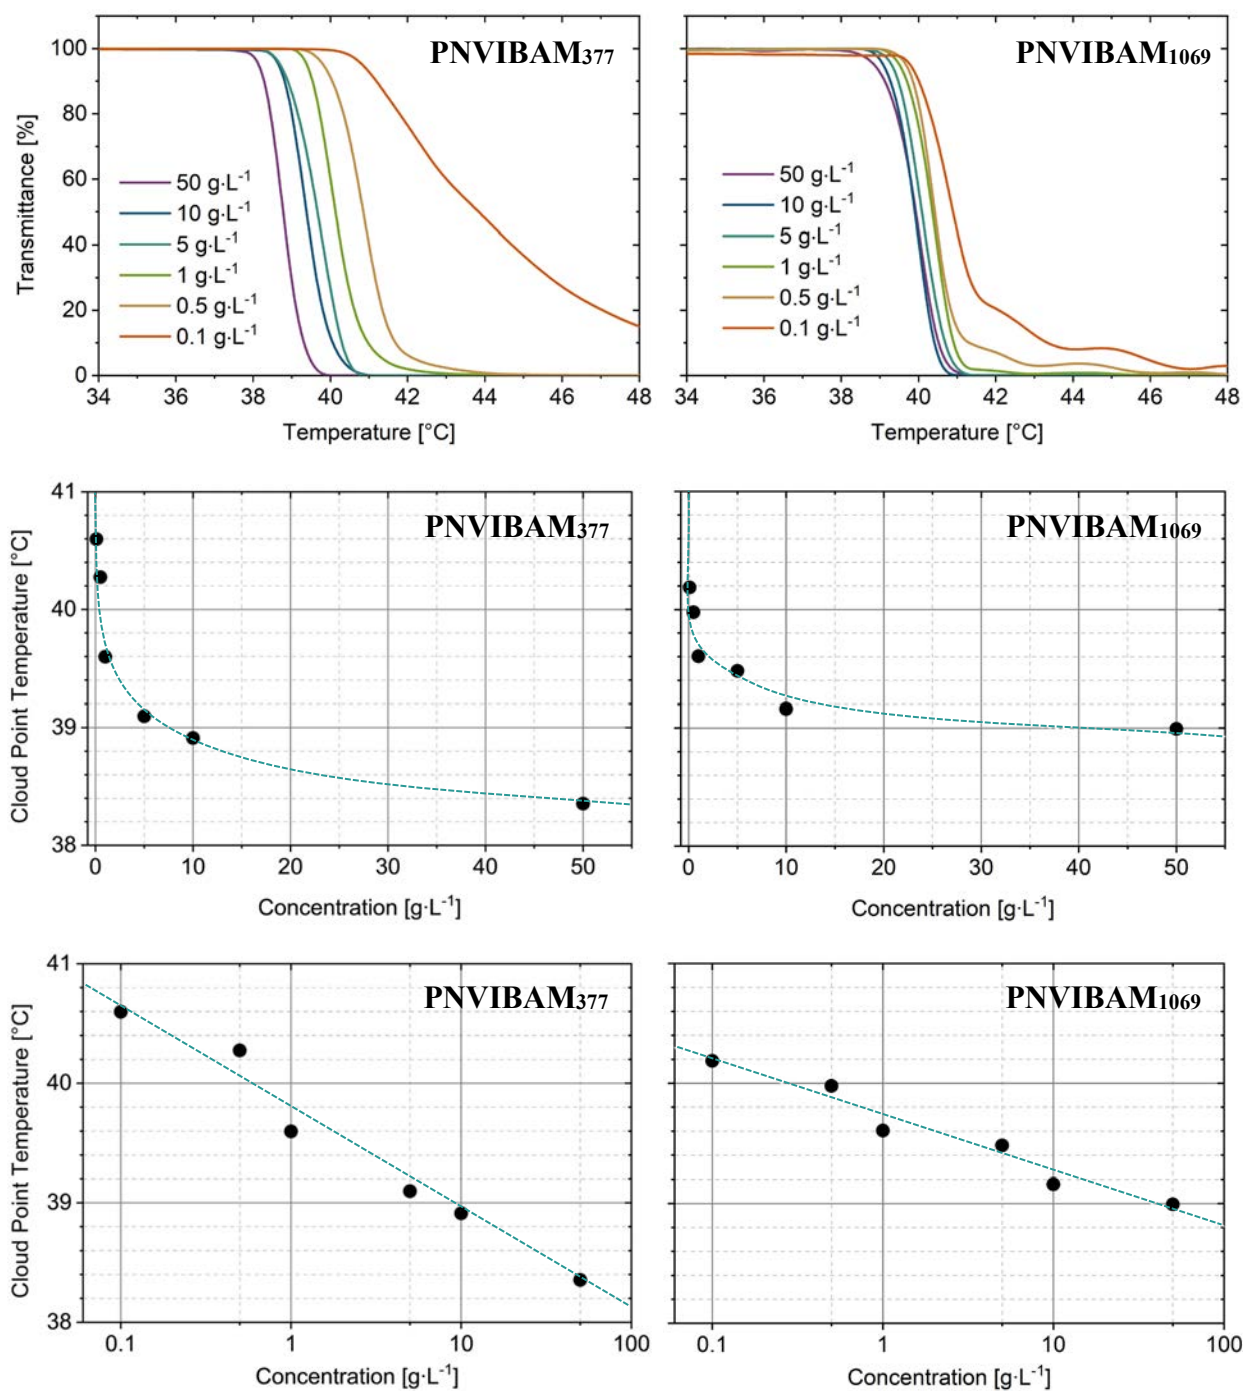 PNVIBAM377
100
80
60
40
20
0
Transmittance [%]
50 g·L-1
10 g·L-1
5 g·L-1
1 g·L-1
0.5 g·L-1
0.1 g·L-1
34 36 38 40 42 44 46 48
Temperature [°C]
PNVIBAM1069
50 g·L-1
10 g·L-1
5 g·L-1
1 g·L-1
0.5 g·L-1
0.1 g·L-1
34 36 38 40 42 44 46 48
Temperature [°C]
PNVIBAM377
41
40
39
38
Cloud Point Temperature [°C]
0 10 20 30 40 50
Concentration [g·L-1]
PNVIBAM1069
0 10 20 30 40 50
Concentration [g·L-1]
PNVIBAM377
41
40
39
38
Cloud Point Temperature [°C]
0.1 1 10 100
Concentration [g·L-1]
PNVIBAM1069
0.1 1 10 100
Concentration [g·L-1]